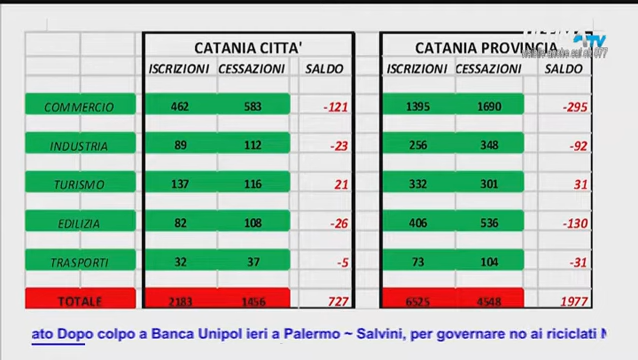 CATANIA CITTA' CATANIA PROVINCIA
ISCRIZIONI CESSAZIONI SALDO ISCRIZIONI CESSAZIONI SALDO
COMMERCIO 462 583 -121 1395 1690 -295
INDUSTRIA 89 112 -23 256 348 -92
TURISMO 137 116 21 332 301 31
EDILIZIA 82 108 -26 406 536 -130
TRASPORTI 32 37 -5 73 104 -31
TOTALE 2183 1456 727 6525 4548 1977
ato Dopo colpo a Banca Unipol ieri a Palermo ~ Salvini, per governare no ai riciclati N